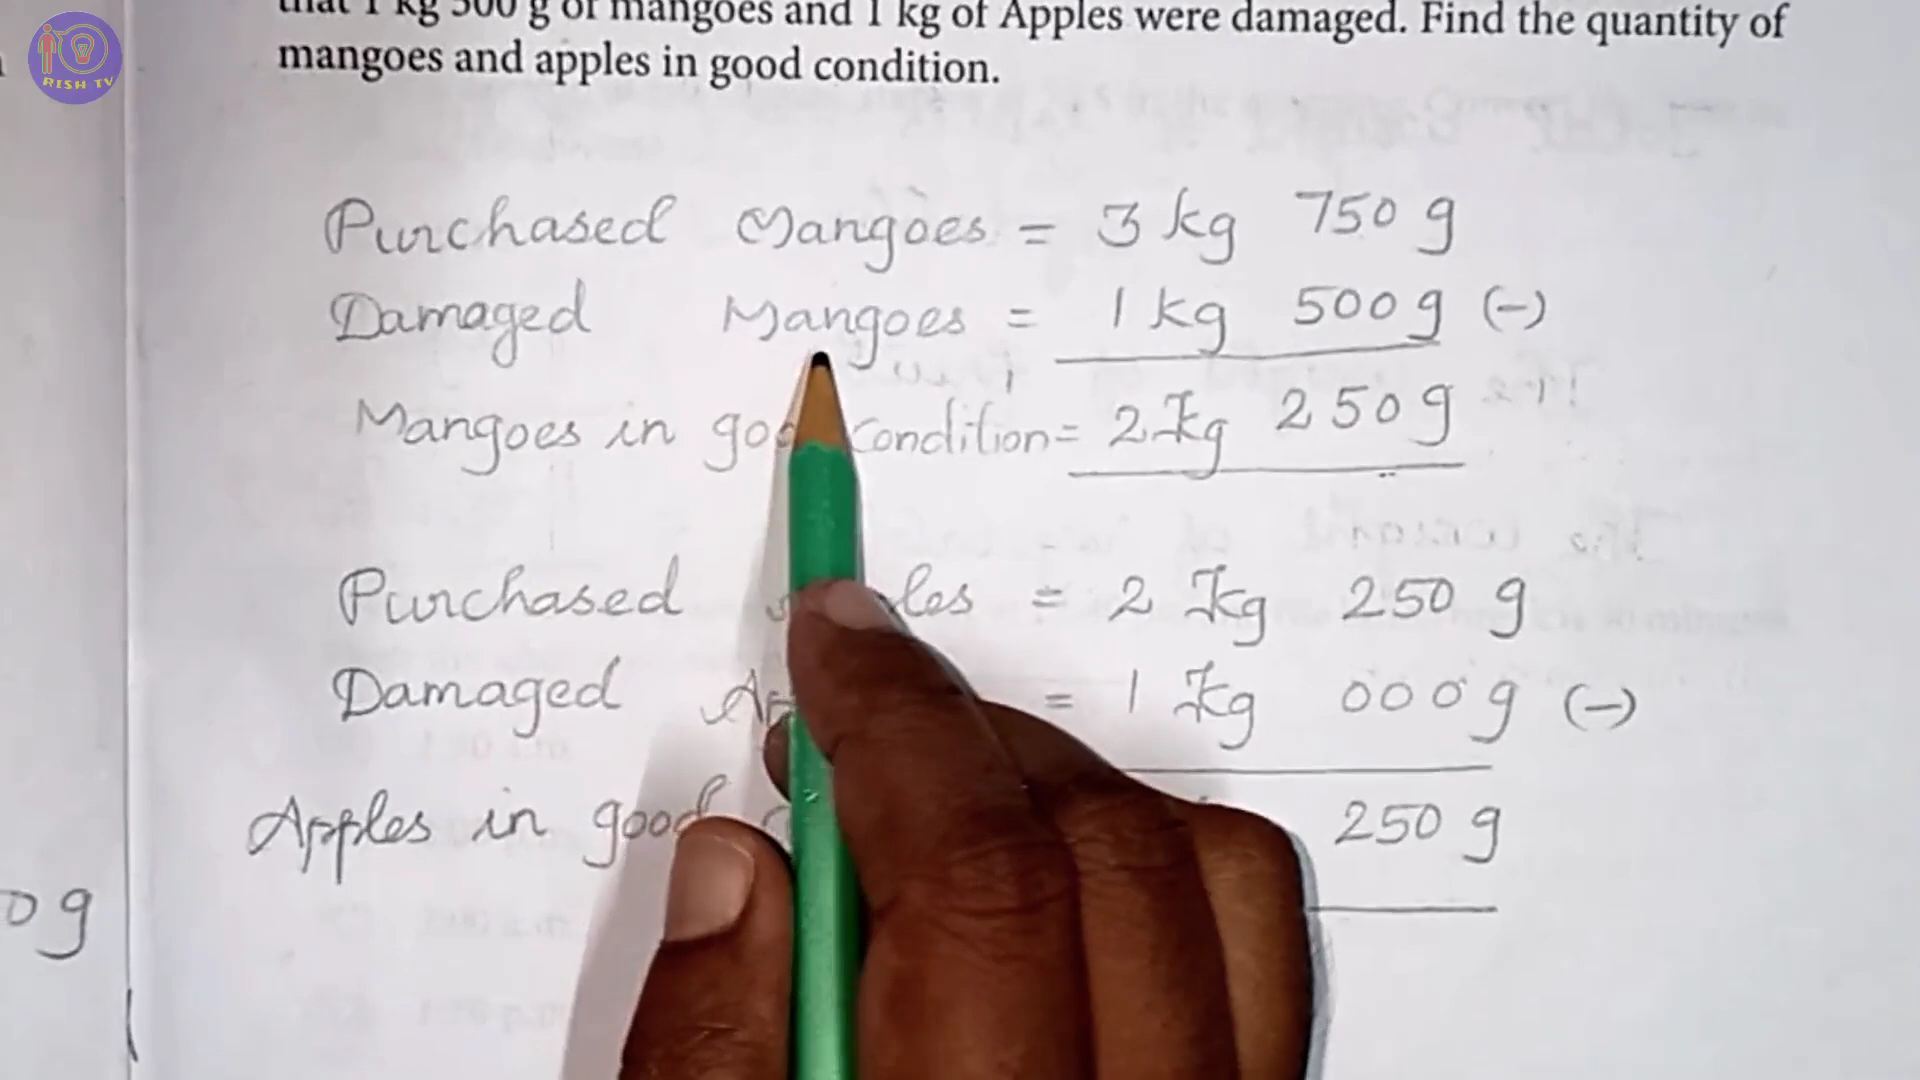 that 1 kg 500 g of mangoes and 1 kg of Apples were damaged. Find the quantity of
mangoes and apples in good condition.
RISH TV
Purchased Mangoes = 3 kg 750 g
Damaged Mangoes = 1 kg 500 g (-)
Mangoes in condition = 2 kg 250 g
Purchased = 2 kg 250 g
Damaged = 1 kg 000 g (-)
Apples in good 250 g
0 g